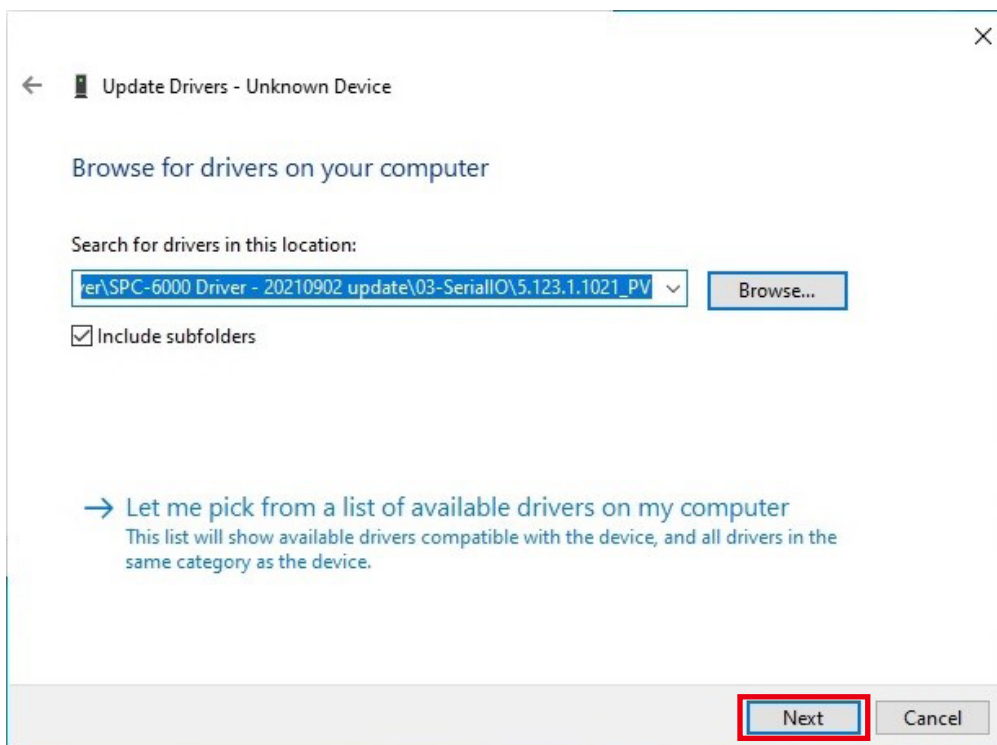 Update Drivers - Unknown Device
Browse for drivers on your computer
Search for drivers in this location:
ver\SPC-6000 Driver - 20210902 update\03-SerialIO\5.123.1.1021_PV
Browse...
Include subfolders
Let me pick from a list of available drivers on my computer
This list will show available drivers compatible with the device, and all drivers in the
same category as the device.
Next
Cancel